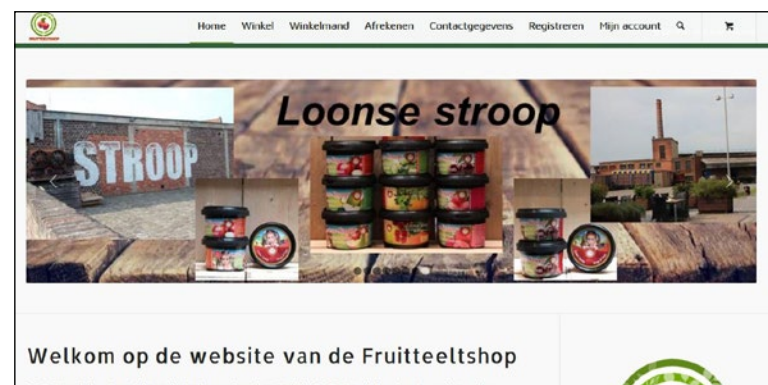 Home Winkel Winkelmand Afrekenen Contactgegevens Registreren Mijn account
Loonse stroop
STROOP
Welkom op de website van de Fruitteeltshop